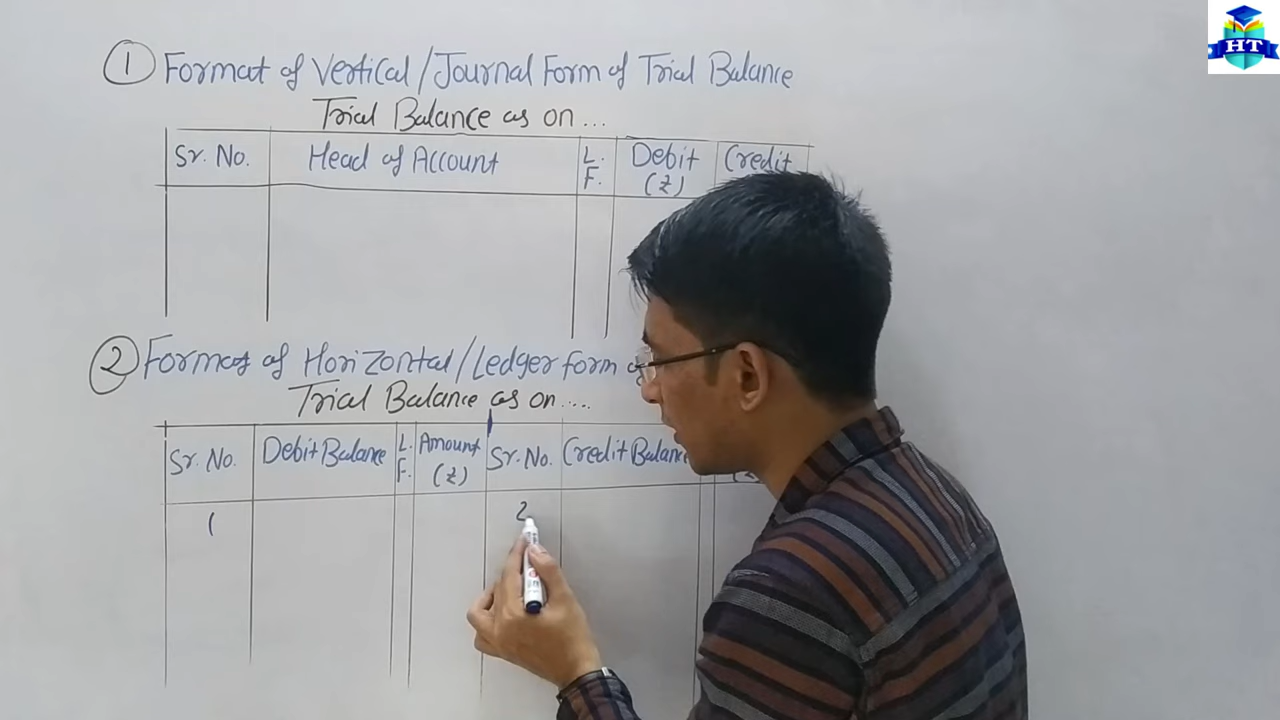 HT
1 Format of Vertical/Journal Form of Trial Balance
Trial Balance as on...
Sr. No. Head of Account L.F. Debit (₹) Credit
2 Format of Horizontal/Ledger form
Trial Balance as on....
Sr. No. Debit Balance L.F. Amount (₹) Sr. No. Credit Balance
1 2